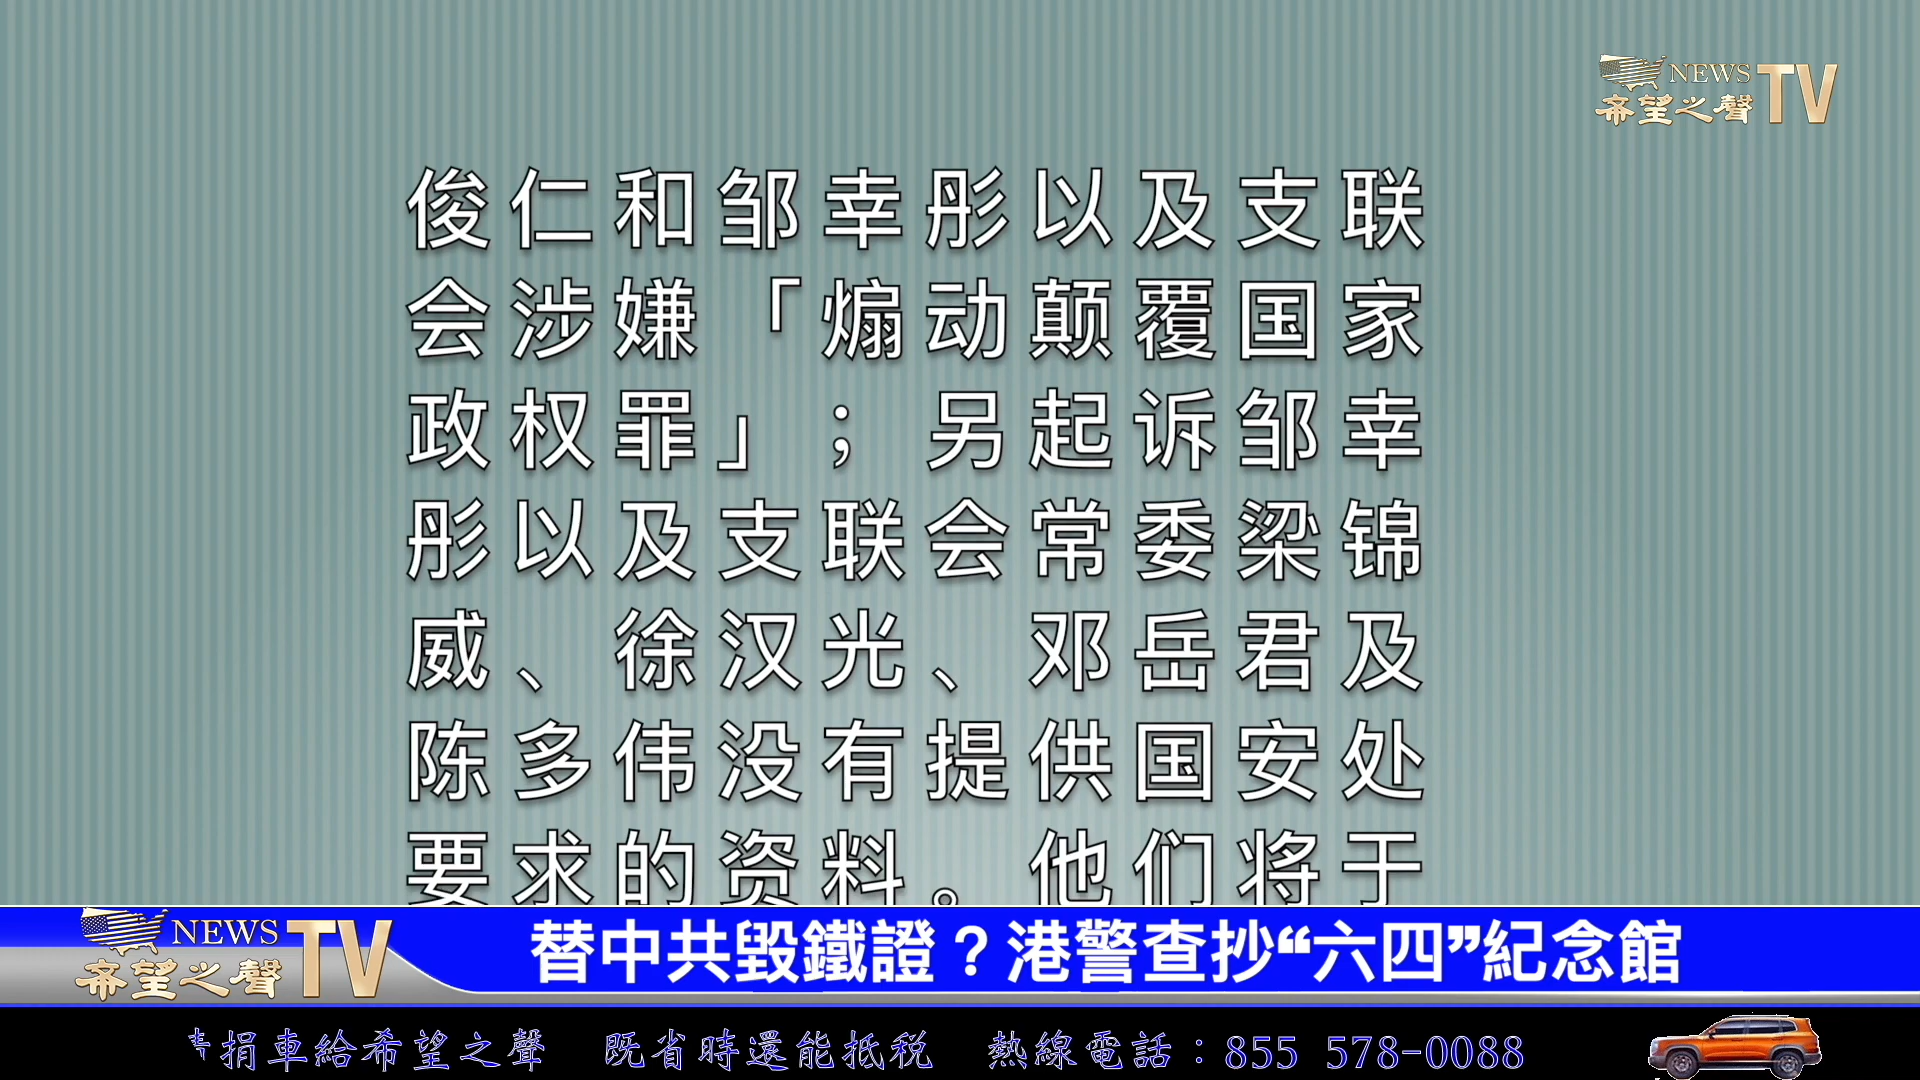 NEWS
希望之聲 TV
俊仁和邹幸彤以及支联
会涉嫌「煽动颠覆国家
政权罪」；另起诉邹幸
彤以及支联会常委梁锦
威、徐汉光、邓岳君及
陈多伟没有提供国安处
要求的资料。他们将于
NEWS
希望之聲 TV
替中共毀鐵證？港警查抄“六四”紀念館
捐車給希望之聲 既省時還能抵税 熱線電話：855 578-0088